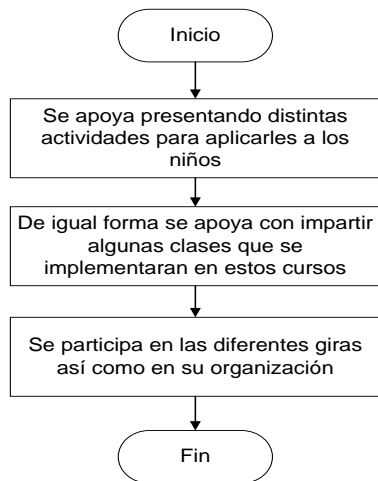 Inicio
Se apoya presentando distintas
actividades para aplicarles a los
niños
De igual forma se apoya con impartir
algunas clases que se
implementaran en estos cursos
Se participa en las diferentes giras
así como en su organización
Fin